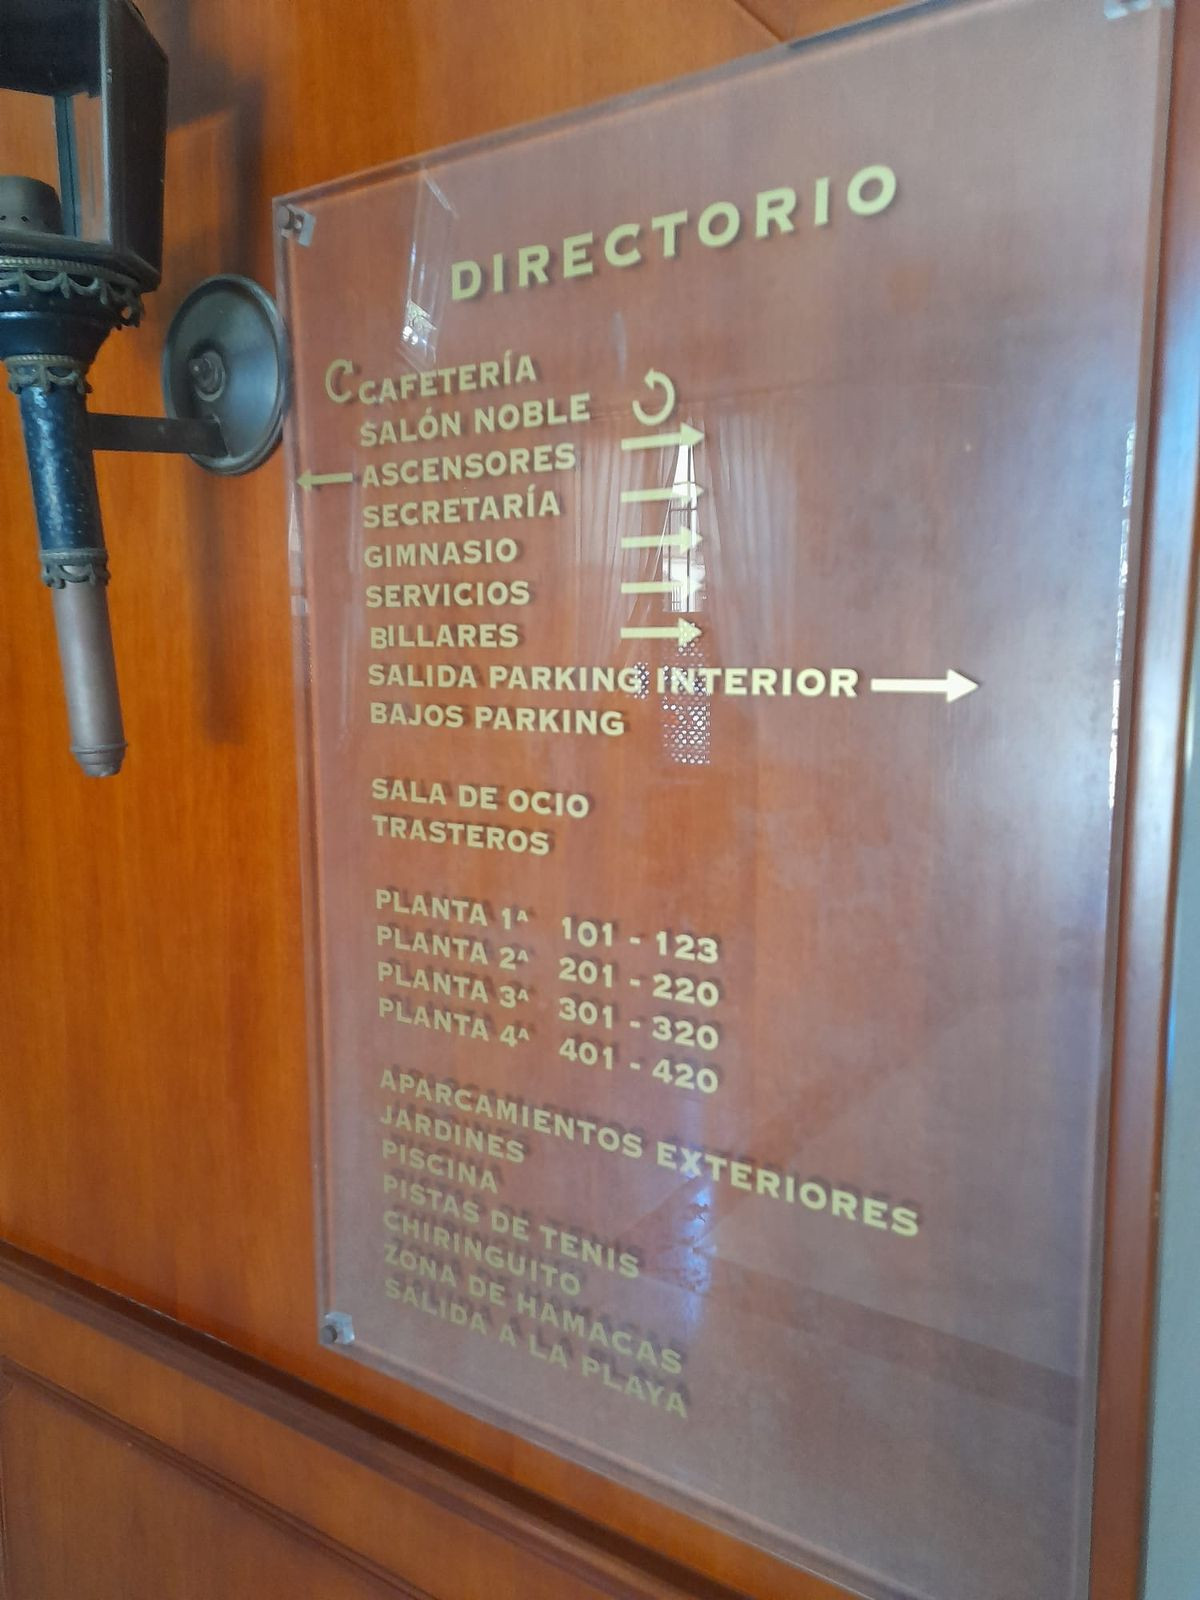 DIRECTORIO
CAFETERÍA
SALÓN NOBLE
ASCENSORES
SECRETARÍA
GIMNASIO
SERVICIOS
BILLARES
SALIDA PARKING INTERIOR
BAJOS PARKING
SALA DE OCIO
TRASTEROS
PLANTA 1ª 101 - 123
PLANTA 2ª 201 - 220
PLANTA 3ª 301 - 320
PLANTA 4ª 401 - 420
APARCAMIENTOS EXTERIORES
JARDINES
PISCINA
PISTAS DE TENIS
CHIRINGUITO
ZONA DE HAMACAS
SALIDA A LA PLAYA